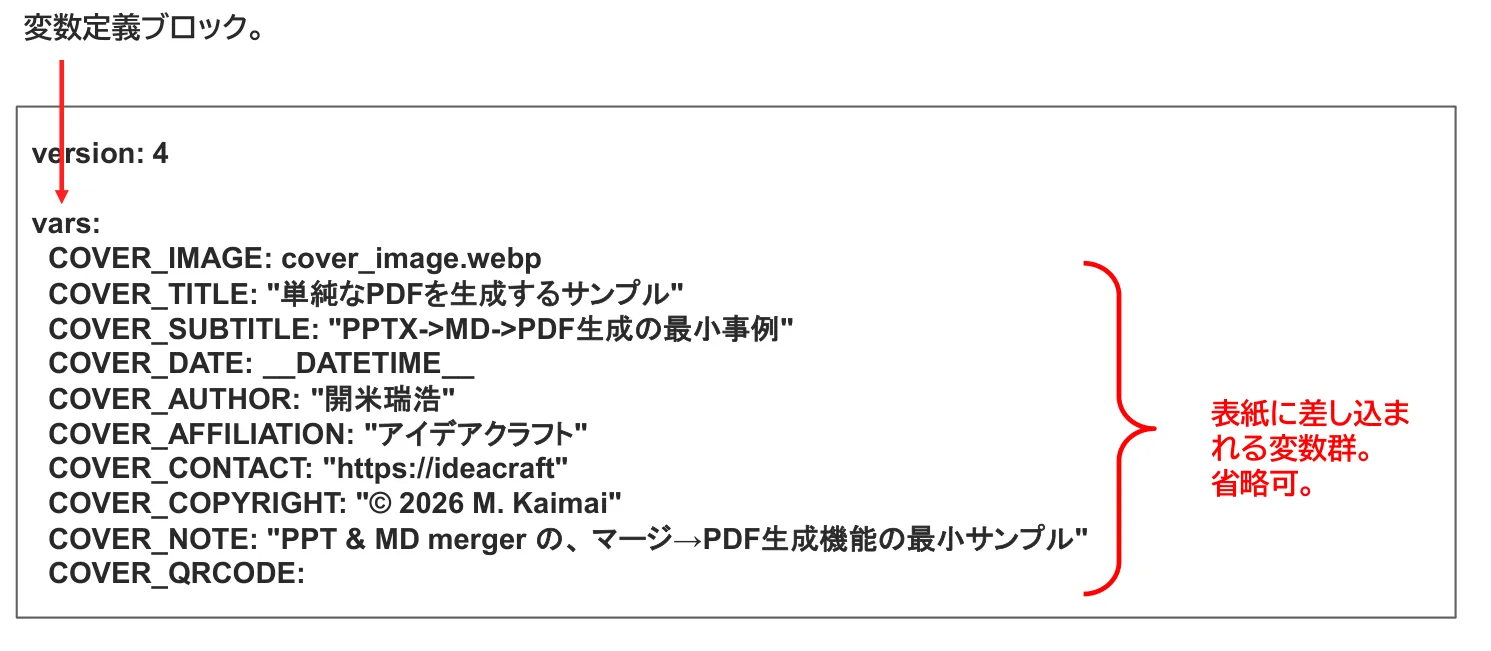 変数定義ブロック。
version: 4
vars:
COVER_IMAGE: cover_image.webp
COVER_TITLE: "単純なPDFを生成するサンプル"
COVER_SUBTITLE: "PPTX->MD->PDF生成の最小事例"
COVER_DATE: __DATETIME__
COVER_AUTHOR: "開米瑞浩"
COVER_AFFILIATION: "アイデアクラフト"
COVER_CONTACT: "https://ideacraft"
COVER_COPYRIGHT: "© 2026 M. Kaimai"
COVER_NOTE: "PPT & MD merger の、マージ→PDF生成機能の最小サンプル"
COVER_QRCODE:
表紙に差し込ま
れる変数群。
省略可。